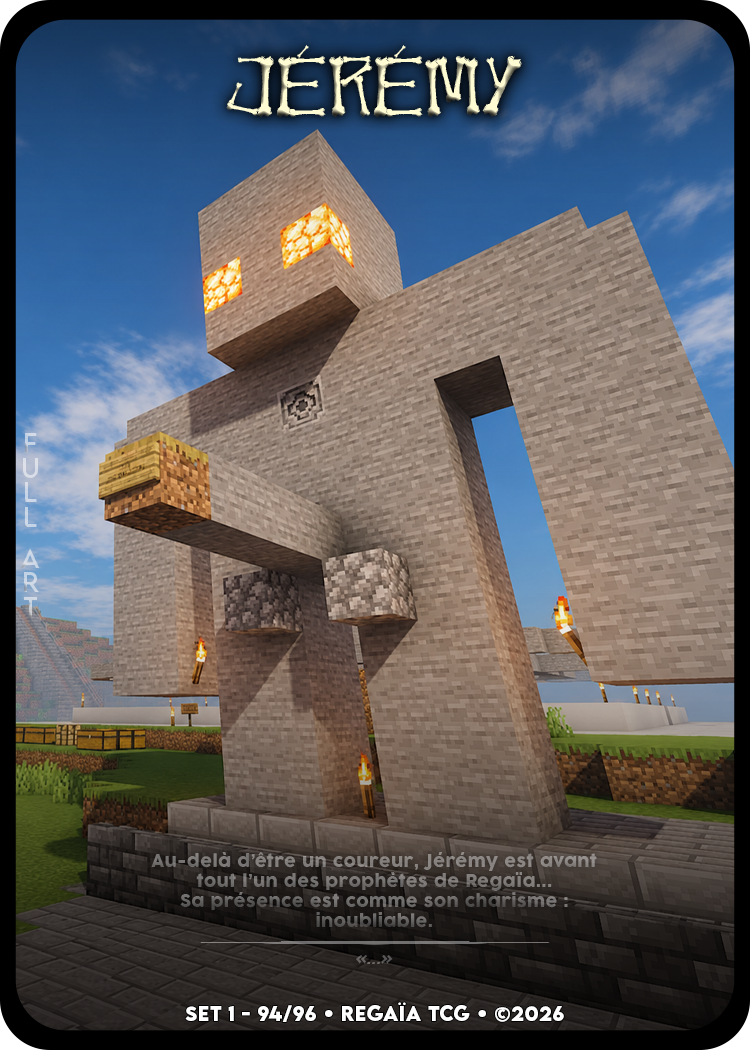 JÉRÉMY
FULL ART
Au-delà d'être un coureur, Jérémy est avant
tout l'un des prophètes de Regaïa...
Sa présence est comme son charisme :
inoubliable.
«...»
SET 1 - 94/96 • REGAÏA TCG • ©2026